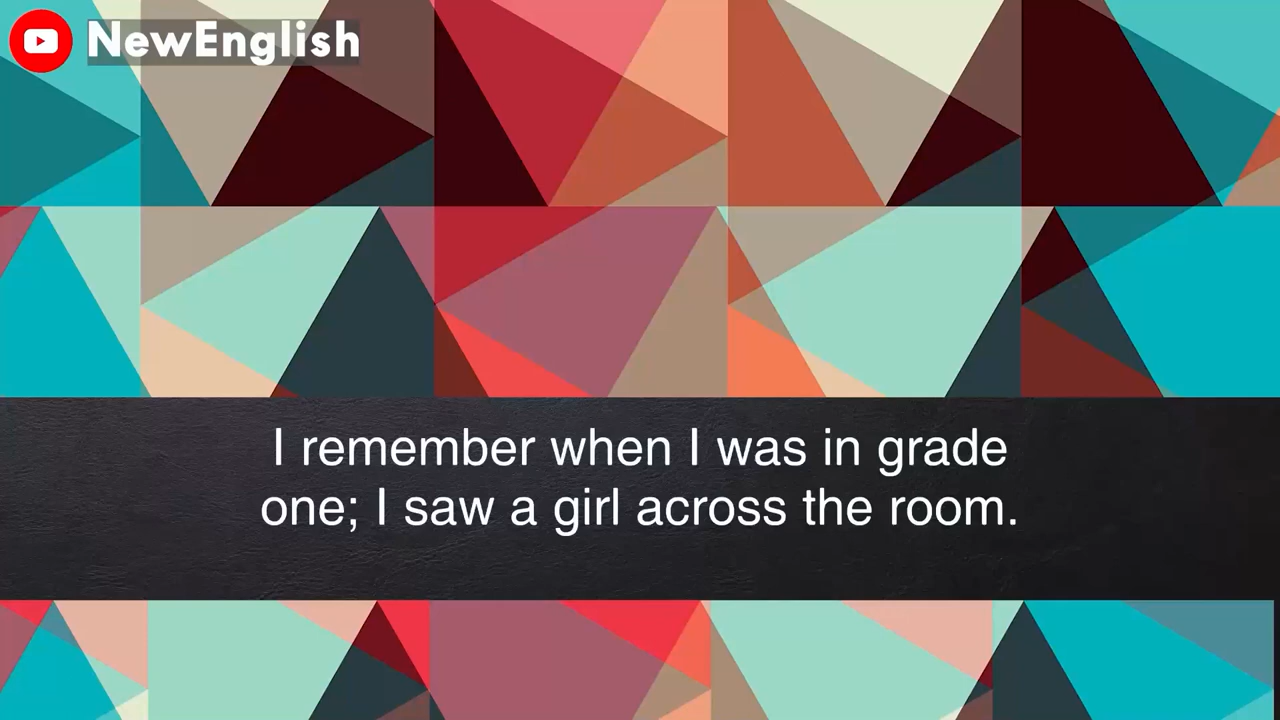 NewEnglish
I remember when I was in grade
one; I saw a girl across the room.